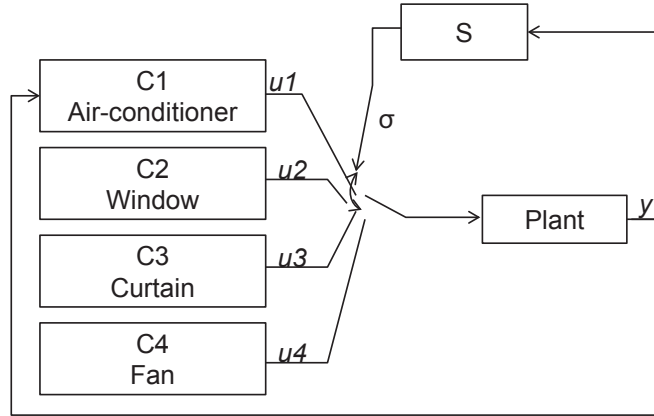 S
C1
Air-conditioner
u1
σ
C2
Window
u2
Plant
y
C3
Curtain
u3
C4
Fan
u4